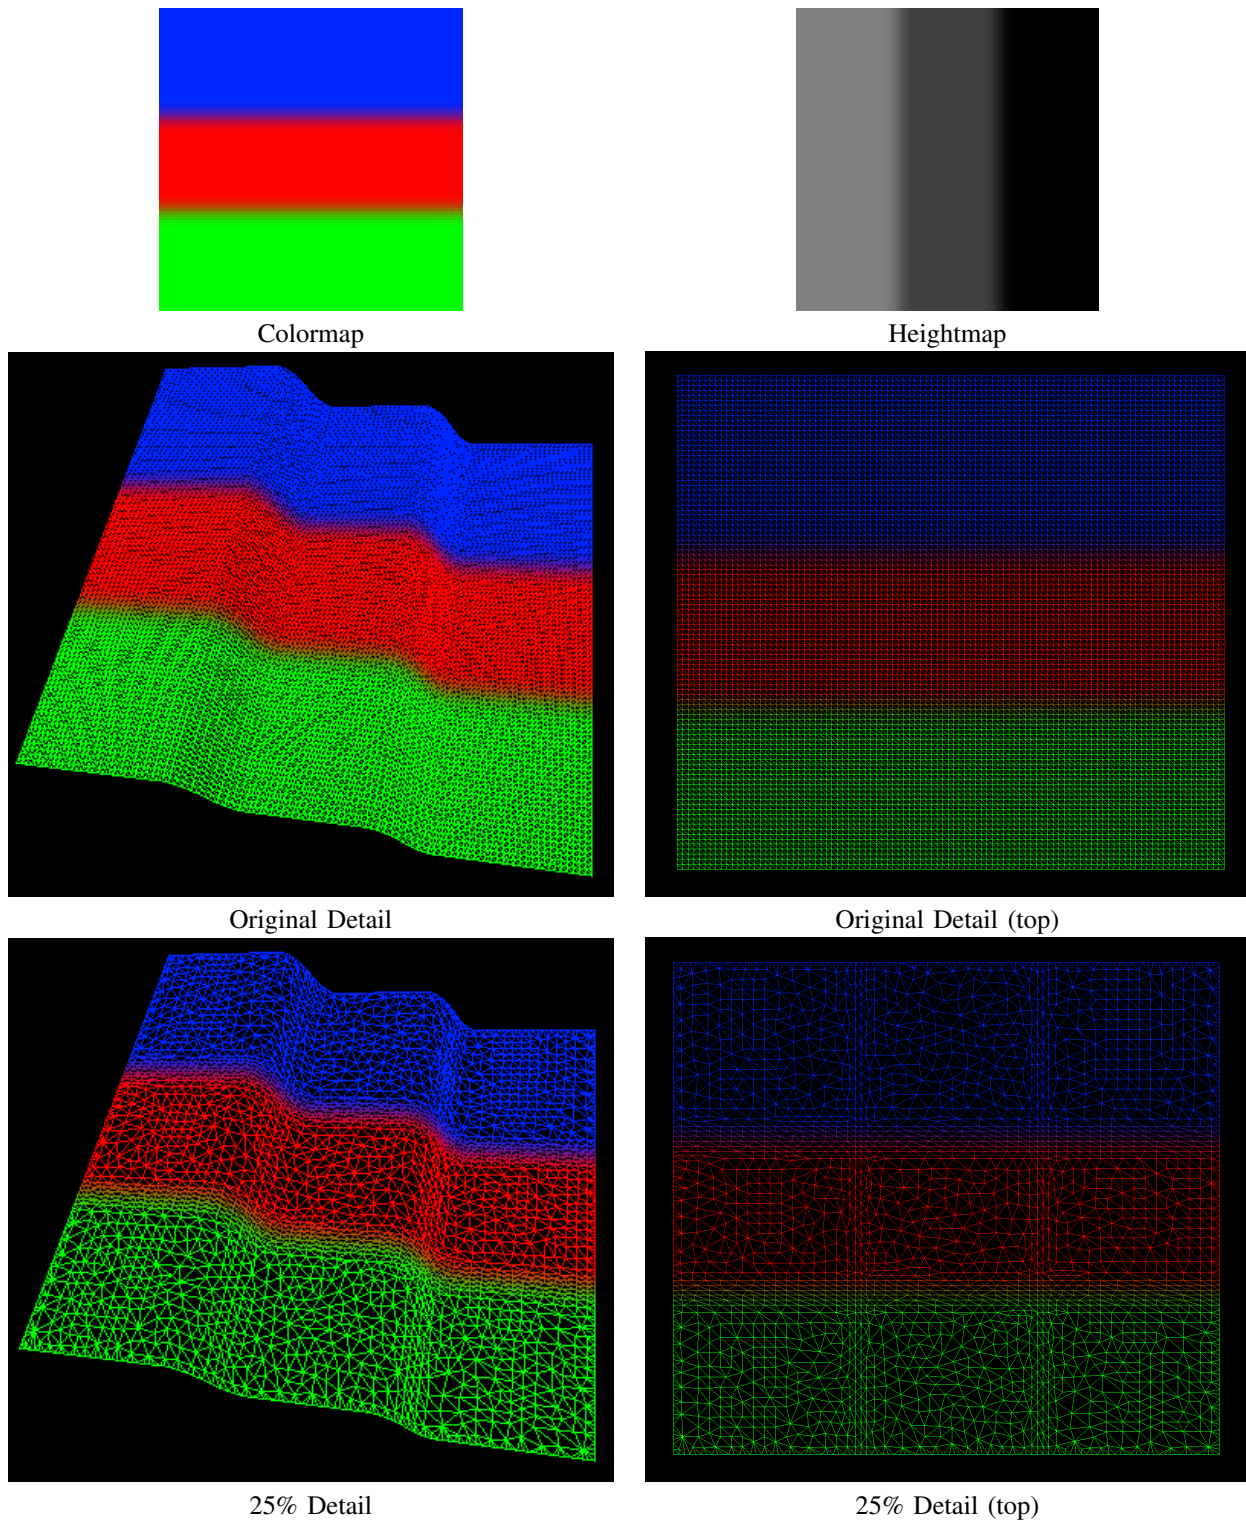 Colormap
Heightmap
Original Detail
Original Detail (top)
25% Detail
25% Detail (top)